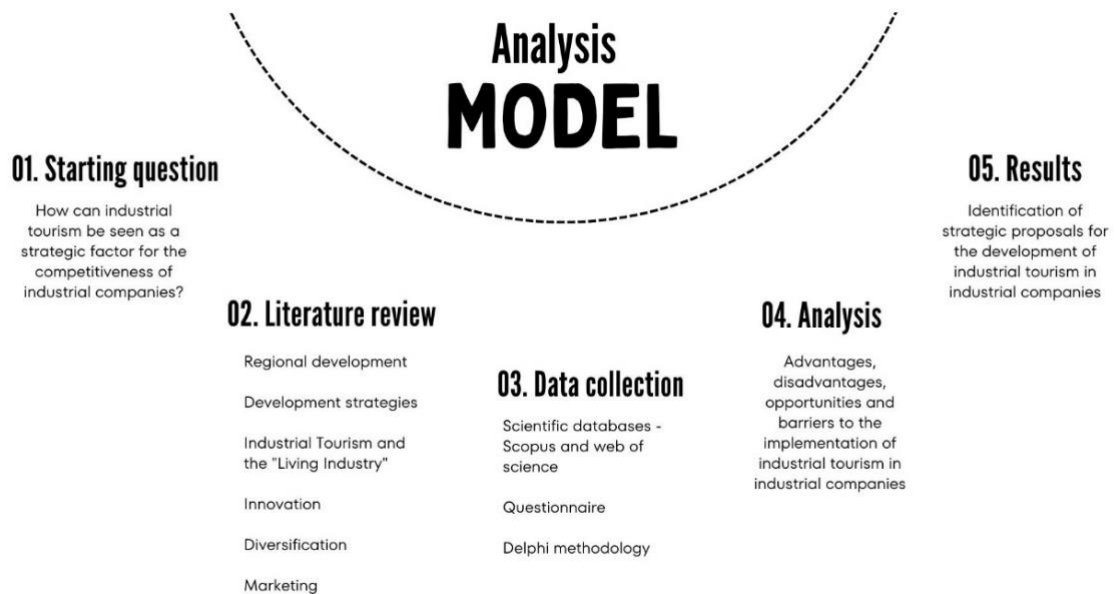 Analysis
MODEL
01. Starting question
How can industrial
tourism be seen as a
strategic factor for the
competitiveness of
industrial companies?
02. Literature review
Regional development
Development strategies
Industrial Tourism and
the "Living Industry"
Innovation
Diversification
Marketing
03. Data collection
Scientific databases -
Scopus and web of
science
Questionnaire
Delphi methodology
04. Analysis
Advantages,
disadvantages,
opportunities and
barriers to the
implementation of
industrial tourism in
industrial companies
05. Results
Identification of
strategic proposals for
the development of
industrial tourism in
industrial companies